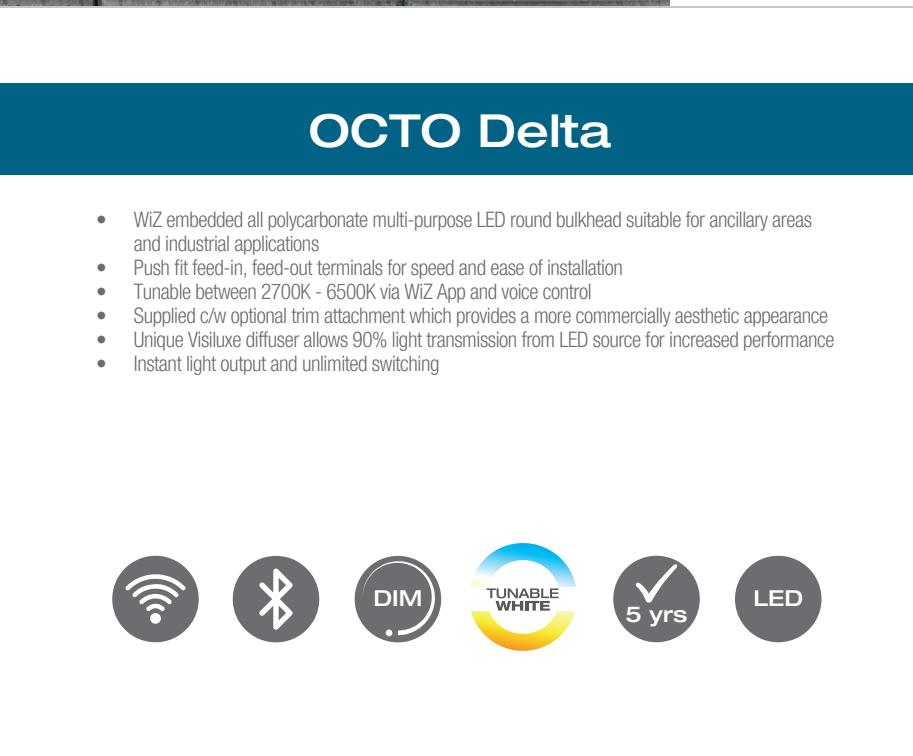 OCTO Delta
• WiZ embedded all polycarbonate multi-purpose LED round bulkhead suitable for ancillary areas
and industrial applications
• Push fit feed-in, feed-out terminals for speed and ease of installation
• Tunable between 2700K - 6500K via WiZ App and voice control
• Supplied c/w optional trim attachment which provides a more commercially aesthetic appearance
• Unique Visiluxe diffuser allows 90% light transmission from LED source for increased performance
• Instant light output and unlimited switching
DIM
TUNABLE
WHITE
5 yrs
LED